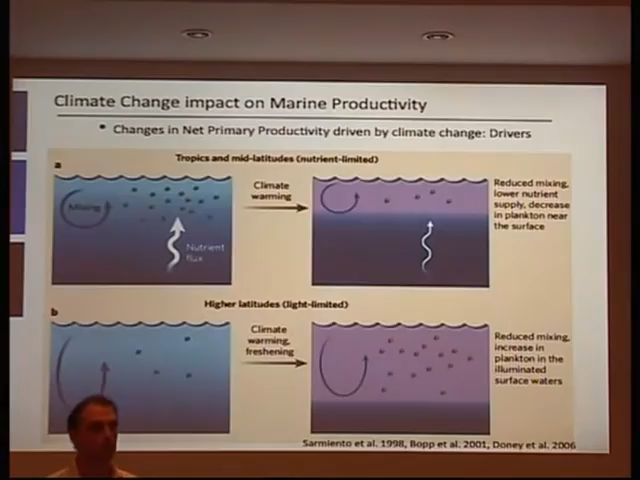 Climate Change impact on Marine Productivity
• Changes in Net Primary Productivity driven by climate change: Drivers
Tropics and mid-latitudes (nutrient-limited)
a
Mixing
Nutrient
flux
Climate
warming
Reduced mixing,
lower nutrient
supply, decrease
in plankton near
the surface
Higher latitudes (light-limited)
b
Climate
warming,
freshening
Reduced mixing,
increase in
plankton in the
illuminated
surface waters
Sarmiento et al. 1998, Bopp et al. 2001, Doney et al. 2006